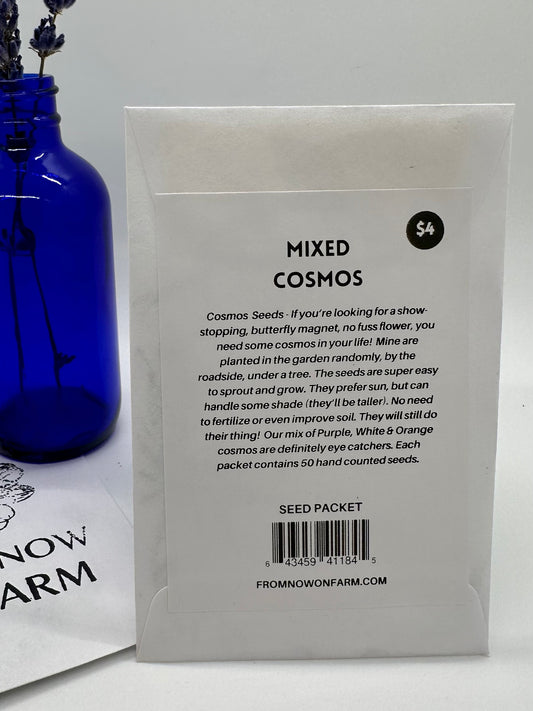 $4
MIXED
COSMOS
Cosmos Seeds - If you're looking for a show-
stopping, butterfly magnet, no fuss flower, you
need some cosmos in your life! Mine are
planted in the garden randomly, by the
roadside, under a tree. The seeds are super easy
to sprout and grow. They prefer sun, but can
handle some shade (they'll be taller). No need
to fertilize or even improve soil. They will still do
their thing! Our mix of Purple, White & Orange
cosmos are definitely eye catchers. Each
packet contains 50 hand counted seeds.
SEED PACKET
6 43459 41184 5
FROMNOWONFARM.COM
NOW
ARM